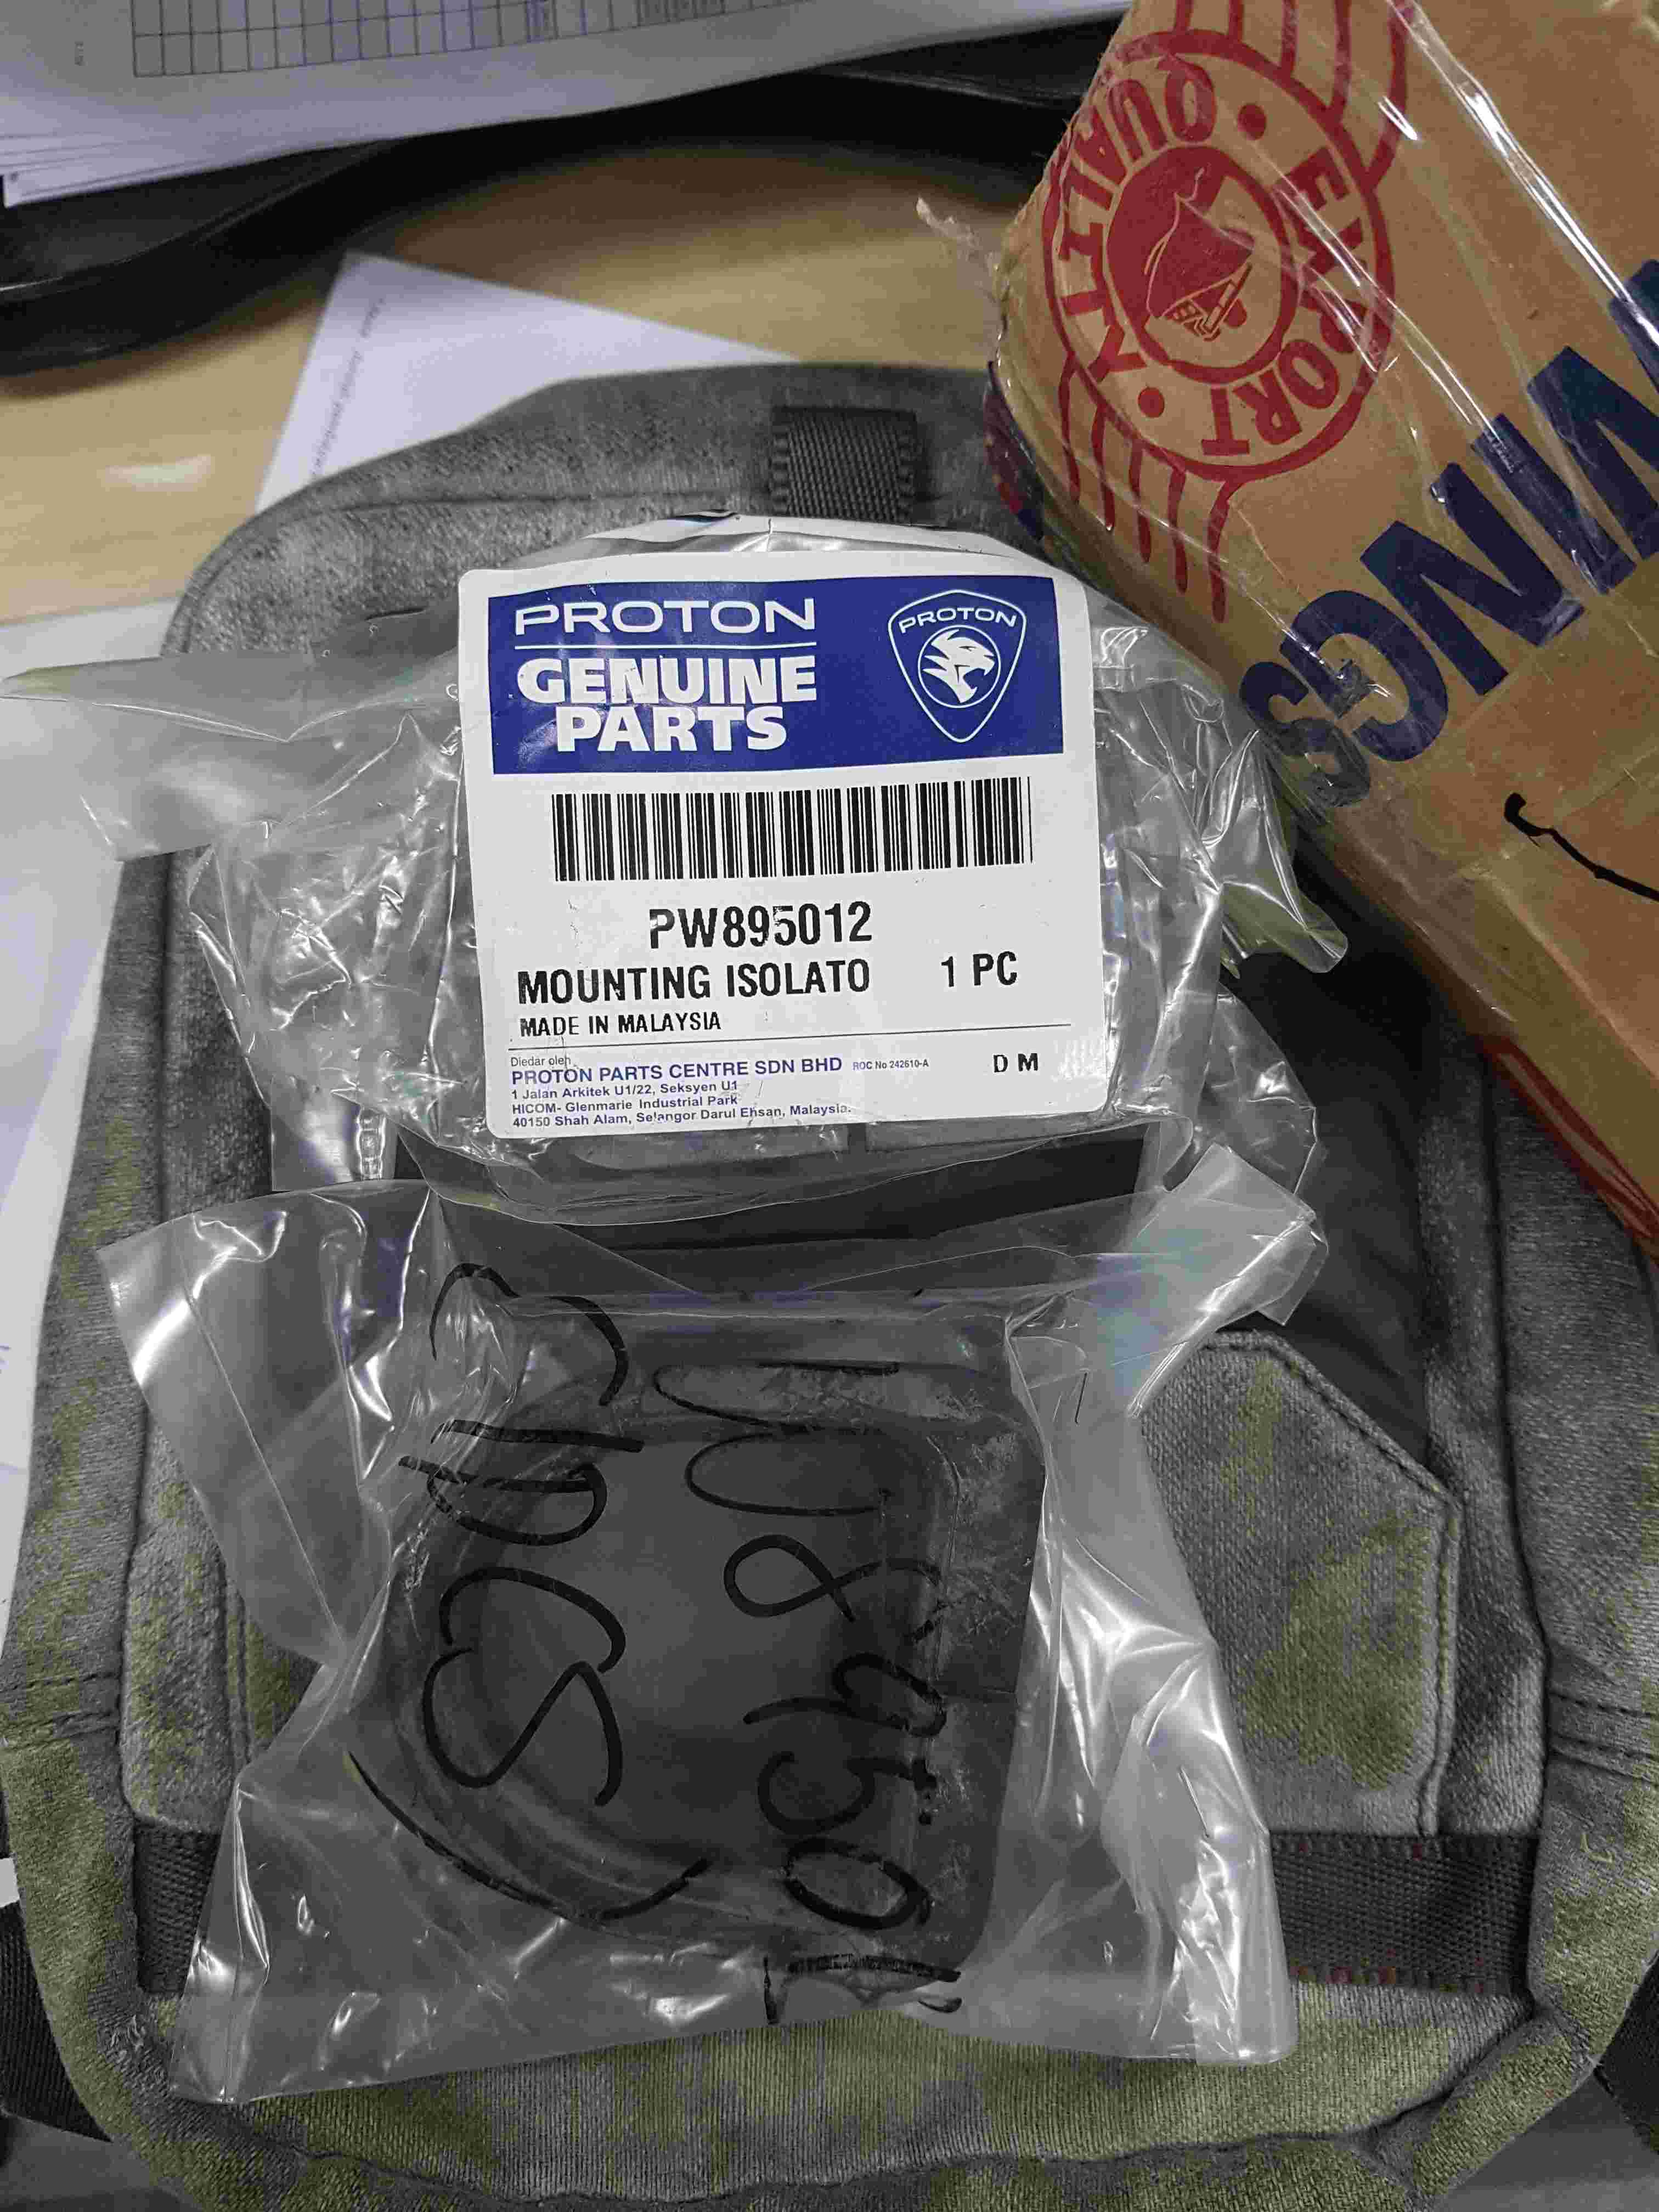 EXPORT QUALITY
WINGS
PROTON
GENUINE
PARTS
PROTON
PW895012
MOUNTING ISOLATO 1 PC
MADE IN MALAYSIA
Diedar oleh
PROTON PARTS CENTRE SDN BHD ROC No 242610-A D M
1 Jalan Arkitek U1/22, Seksyen U1
HICOM- Glenmarie Industrial Park
40150 Shah Alam, Selangor Darul Ehsan, Malaysia.